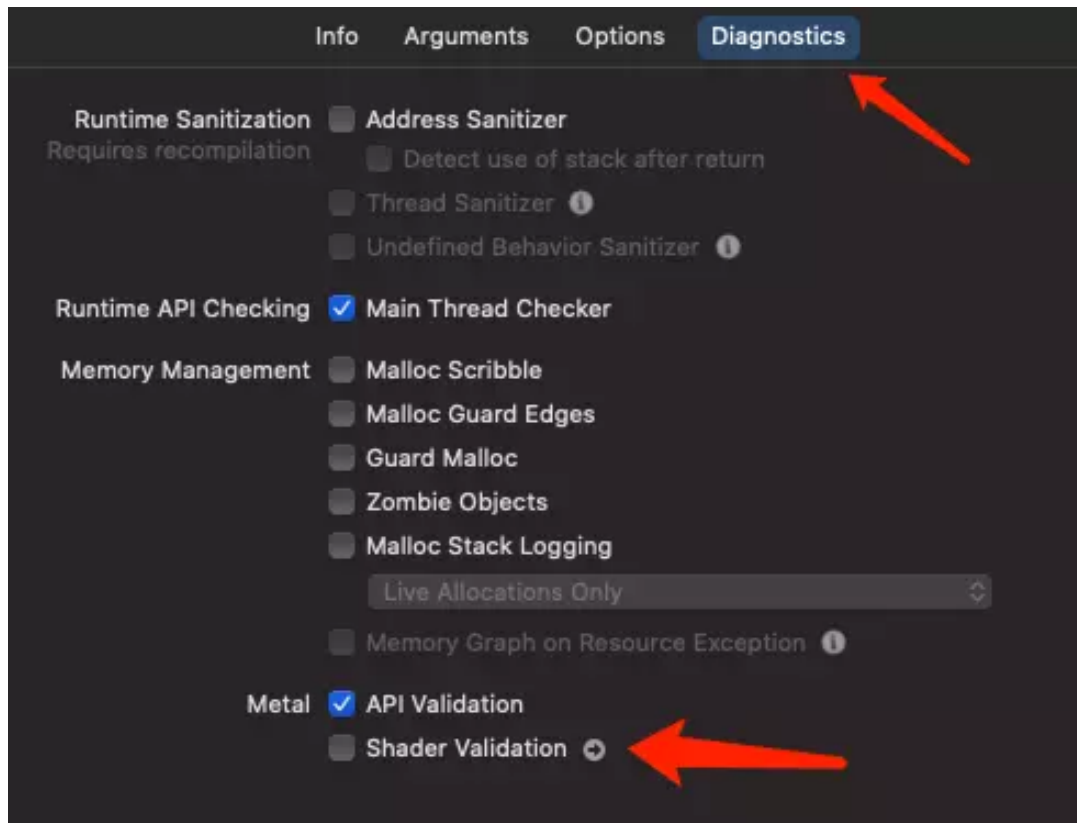 Info Arguments Options Diagnostics
Runtime Sanitization Address Sanitizer
Requires recompilation Detect use of stack after return
Thread Sanitizer
Undefined Behavior Sanitizer
Runtime API Checking Main Thread Checker
Memory Management Malloc Scribble
Malloc Guard Edges
Guard Malloc
Zombie Objects
Malloc Stack Logging
Live Allocations Only
Memory Graph on Resource Exception
Metal API Validation
Shader Validation